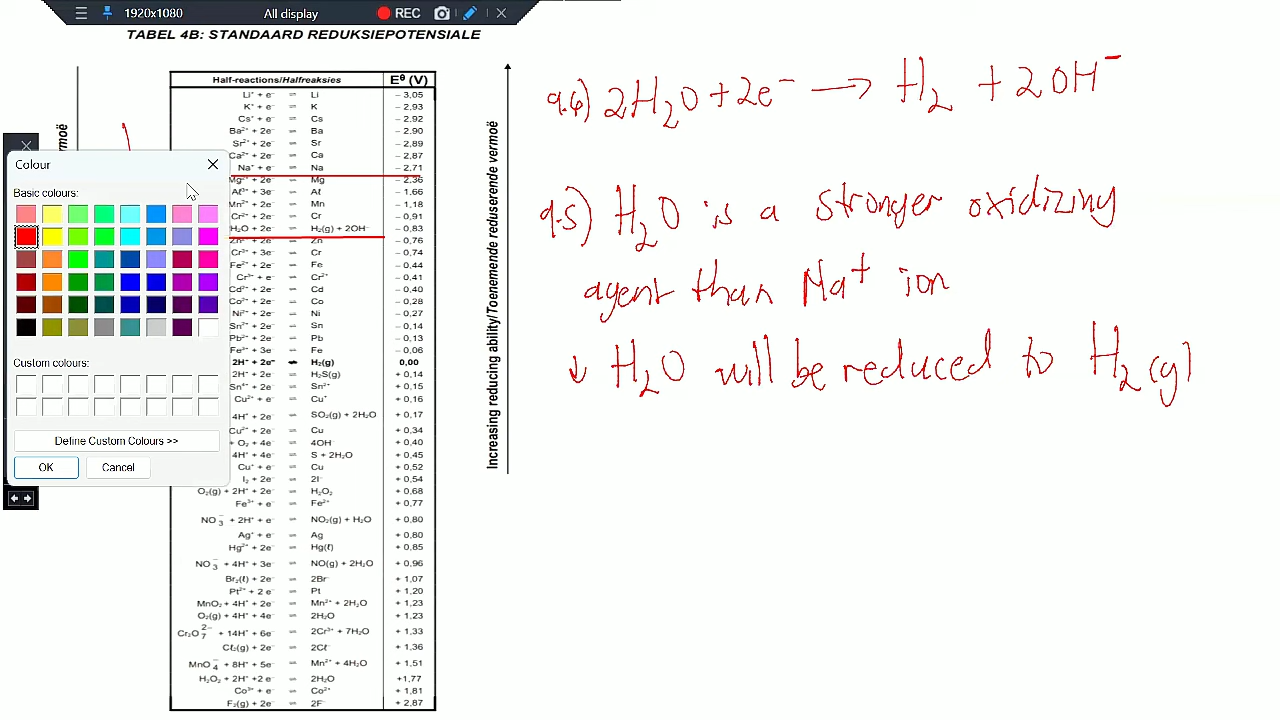 1920x1080 All display REC
TABEL 4B: STANDAARD REDUKSIEPOTENSIALE
Half-reactions/Halfreaksies E^θ (V)
Li⁺ + e⁻ ⇌ Li − 3,05
K⁺ + e⁻ ⇌ K − 2,93
Cs⁺ + e⁻ ⇌ Cs − 2,92
Ba²⁺ + 2e⁻ ⇌ Ba − 2,90
Sr²⁺ + 2e⁻ ⇌ Sr − 2,89
Ca²⁺ + 2e⁻ ⇌ Ca − 2,87
Na⁺ + e⁻ ⇌ Na − 2,71
Mg²⁺ + 2e⁻ ⇌ Mg − 2,36
Aℓ³⁺ + 3e⁻ ⇌ Aℓ − 1,66
Mn²⁺ + 2e⁻ ⇌ Mn − 1,18
Cr²⁺ + 2e⁻ ⇌ Cr − 0,91
H₂O + 2e⁻ ⇌ H₂(g) + 2OH⁻ − 0,83
Zn²⁺ + 2e⁻ ⇌ Zn − 0,76
Cr³⁺ + 3e⁻ ⇌ Cr − 0,74
Fe²⁺ + 2e⁻ ⇌ Fe − 0,44
Cr³⁺ + e⁻ ⇌ Cr²⁺ − 0,41
Cd²⁺ + 2e⁻ ⇌ Cd − 0,40
Co²⁺ + 2e⁻ ⇌ Co − 0,28
Ni²⁺ + 2e⁻ ⇌ Ni − 0,27
Sn²⁺ + 2e⁻ ⇌ Sn − 0,14
Pb²⁺ + 2e⁻ ⇌ Pb − 0,13
Fe³⁺ + 3e⁻ ⇌ Fe − 0,06
2H⁺ + 2e⁻ ⇌ H₂(g) 0,00
2H⁺ + 2e⁻ ⇌ H₂S(g) + 0,14
Sn⁴⁺ + 2e⁻ ⇌ Sn²⁺ + 0,15
Cu²⁺ + e⁻ ⇌ Cu⁺ + 0,16
4H⁺ + 2e⁻ ⇌ SO₂(g) + 2H₂O + 0,17
Cu²⁺ + 2e⁻ ⇌ Cu + 0,34
+ O₂ + 4e⁻ ⇌ 4OH⁻ + 0,40
4H⁺ + 4e⁻ ⇌ S + 2H₂O + 0,45
Cu⁺ + e⁻ ⇌ Cu + 0,52
I₂ + 2e⁻ ⇌ 2I⁻ + 0,54
O₂(g) + 2H⁺ + 2e⁻ ⇌ H₂O₂ + 0,68
Fe³⁺ + e⁻ ⇌ Fe²⁺ + 0,77
NO₃⁻ + 2H⁺ + e⁻ ⇌ NO₂(g) + H₂O + 0,80
Ag⁺ + e⁻ ⇌ Ag + 0,80
Hg²⁺ + 2e⁻ ⇌ Hg(ℓ) + 0,85
NO₃⁻ + 4H⁺ + 3e⁻ ⇌ NO(g) + 2H₂O + 0,96
Br₂(ℓ) + 2e⁻ ⇌ 2Br⁻ + 1,07
Pt²⁺ + 2 e⁻ ⇌ Pt + 1,20
MnO₂ + 4H⁺ + 2e⁻ ⇌ Mn²⁺ + 2H₂O + 1,23
O₂(g) + 4H⁺ + 4e⁻ ⇌ 2H₂O + 1,23
Cr₂O₇²⁻ + 14H⁺ + 6e⁻ ⇌ 2Cr³⁺ + 7H₂O + 1,33
Cℓ₂(g) + 2e⁻ ⇌ 2Cℓ⁻ + 1,36
MnO₄⁻ + 8H⁺ + 5e⁻ ⇌ Mn²⁺ + 4H₂O + 1,51
H₂O₂ + 2H⁺ +2 e⁻ ⇌ 2H₂O +1,77
Co³⁺ + e⁻ ⇌ Co²⁺ + 1,81
F₂(g) + 2e⁻ ⇌ 2F⁻ + 2,87
Increasing reducing ability/Toenemende reduserende vermoë
vermoë
Colour
Basic colours:
Custom colours:
Define Custom Colours >>
OK Cancel
9.4) 2H₂O + 2e⁻ → H₂ + 2OH⁻
9.5) H₂O is a stronger oxidizing
agent than Na⁺ ion
↓ H₂O will be reduced to H₂(g)